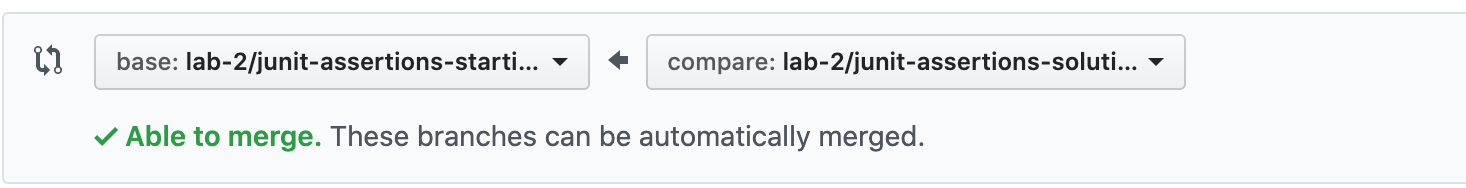 base: lab-2/junit-assertions-starti... compare: lab-2/junit-assertions-soluti...
Able to merge. These branches can be automatically merged.